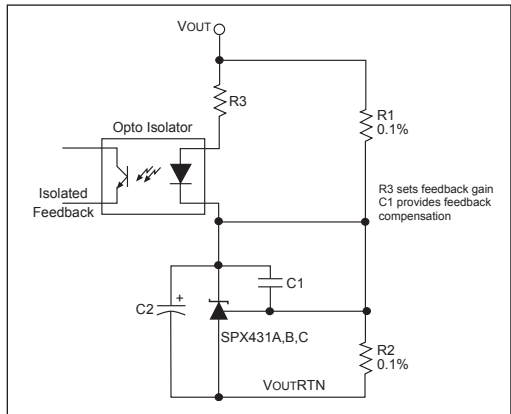 VOUT
R3
Opto Isolator
R1
0.1%
Isolated
Feedback
R3 sets feedback gain
C1 provides feedback
compensation
C1
C2
+
SPX431A,B,C
R2
0.1%
VOUTRTN